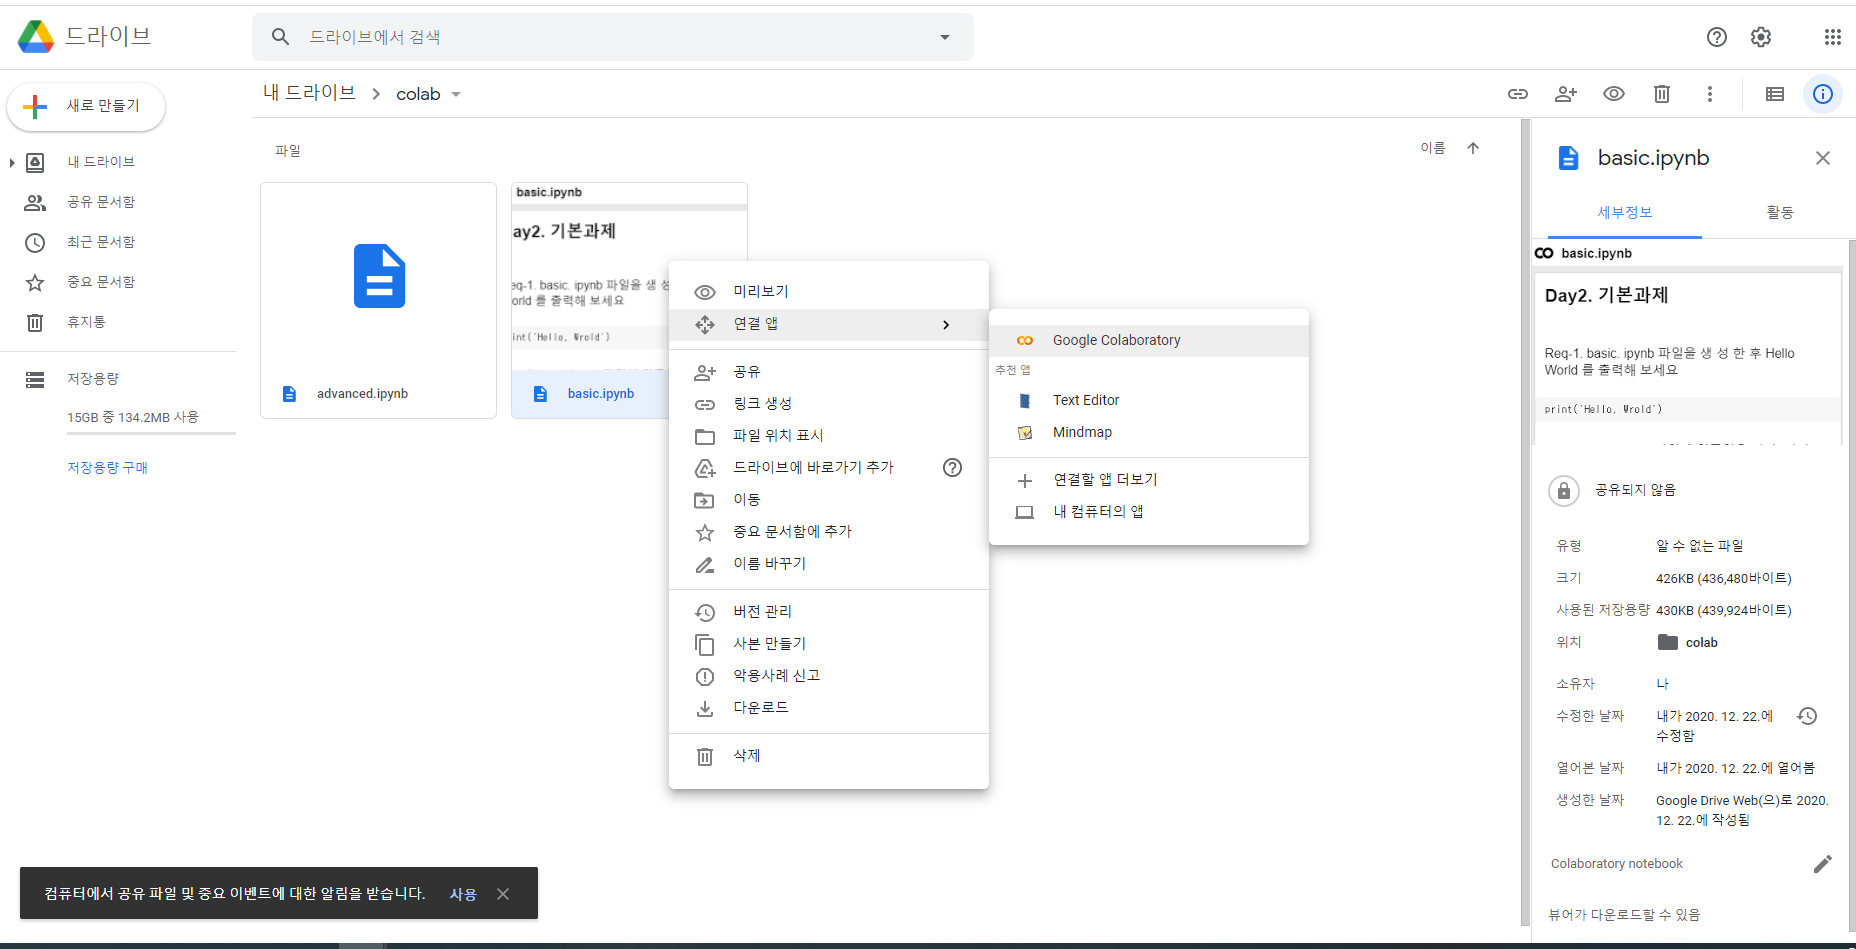 드라이브
드라이브에서 검색
새로 만들기
내 드라이브
공유 문서함
최근 문서함
중요 문서함
휴지통
저장용량
15GB 중 134.2MB 사용
저장용량 구매
내 드라이브
colab
파일
이름
advanced.ipynb
basic.ipynb
ay2. 기본과제
eq-1. basic. ipynb 파일을 생 성
orld 를 출력해 보세요
int('Hello, Wrold')
basic.ipynb
미리보기
연결 앱
공유
링크 생성
파일 위치 표시
드라이브에 바로가기 추가
이동
중요 문서함에 추가
이름 바꾸기
버전 관리
사본 만들기
악용사례 신고
다운로드
삭제
Google Colaboratory
추천 앱
Text Editor
Mindmap
연결할 앱 더보기
내 컴퓨터의 앱
basic.ipynb
세부정보
활동
basic.ipynb
Day2. 기본과제
Req-1. basic. ipynb 파일을 생 성 한 후 Hello
World 를 출력해 보세요
print('Hello, Wrold')
공유되지 않음
유형 알 수 없는 파일
크기 426KB (436,480바이트)
사용된 저장용량 430KB (439,924바이트)
위치 colab
소유자 나
수정한 날짜 내가 2020. 12. 22.에
수정함
열어본 날짜 내가 2020. 12. 22.에 열어봄
생성한 날짜 Google Drive Web(으)로 2020.
12. 22.에 작성됨
Colaboratory notebook
뷰어가 다운로드할 수 있음
컴퓨터에서 공유 파일 및 중요 이벤트에 대한 알림을 받습니다. 사용